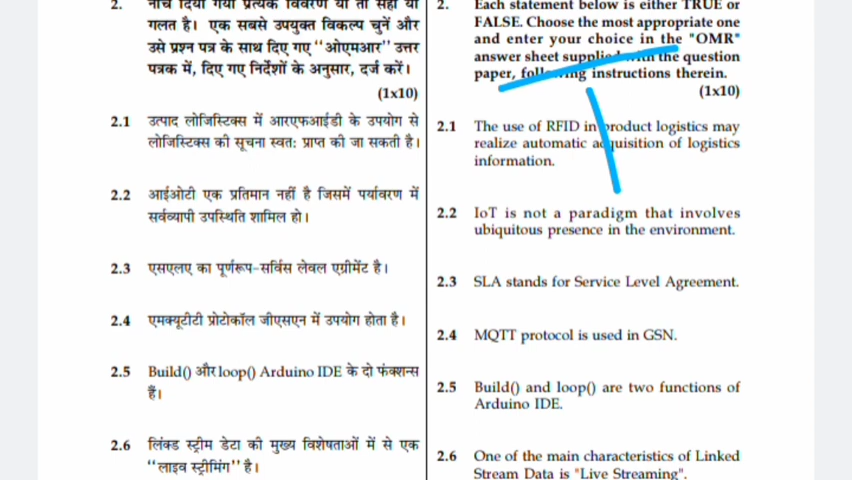 2. नीचे दिया गया प्रत्येक विवरण या तो सही या
गलत है। एक सबसे उपयुक्त विकल्प चुनें और
उसे प्रश्न पत्र के साथ दिए गए "ओएमआर" उत्तर
पत्रक में, दिए गए निर्देशों के अनुसार, दर्ज करें।
(1x10)
2.1 उत्पाद लोजिस्टिक्स में आरएफआईडी के उपयोग से
लोजिस्टिक्स की सूचना स्वतः प्राप्त की जा सकती है।
2.2 आईओटी एक प्रतिमान नहीं है जिसमें पर्यावरण में
सर्वव्यापी उपस्थिति शामिल हो।
2.3 एसएलए का पूर्णरूप-सर्विस लेवल एग्रीमेंट है।
2.4 एमक्यूटीटी प्रोटोकॉल जीएसएन में उपयोग होता है।
2.5 Build() और loop() Arduino IDE के दो फंक्शन्स
हैं।
2.6 लिंक्ड स्ट्रीम डेटा की मुख्य विशेषताओं में से एक
"लाइव स्ट्रीमिंग" है।
2. Each statement below is either TRUE or
FALSE. Choose the most appropriate one
and enter your choice in the "OMR"
answer sheet supplied with the question
paper, following instructions therein.
(1x10)
2.1 The use of RFID in product logistics may
realize automatic acquisition of logistics
information.
2.2 IoT is not a paradigm that involves
ubiquitous presence in the environment.
2.3 SLA stands for Service Level Agreement.
2.4 MQTT protocol is used in GSN.
2.5 Build() and loop() are two functions of
Arduino IDE.
2.6 One of the main characteristics of Linked
Stream Data is "Live Streaming".